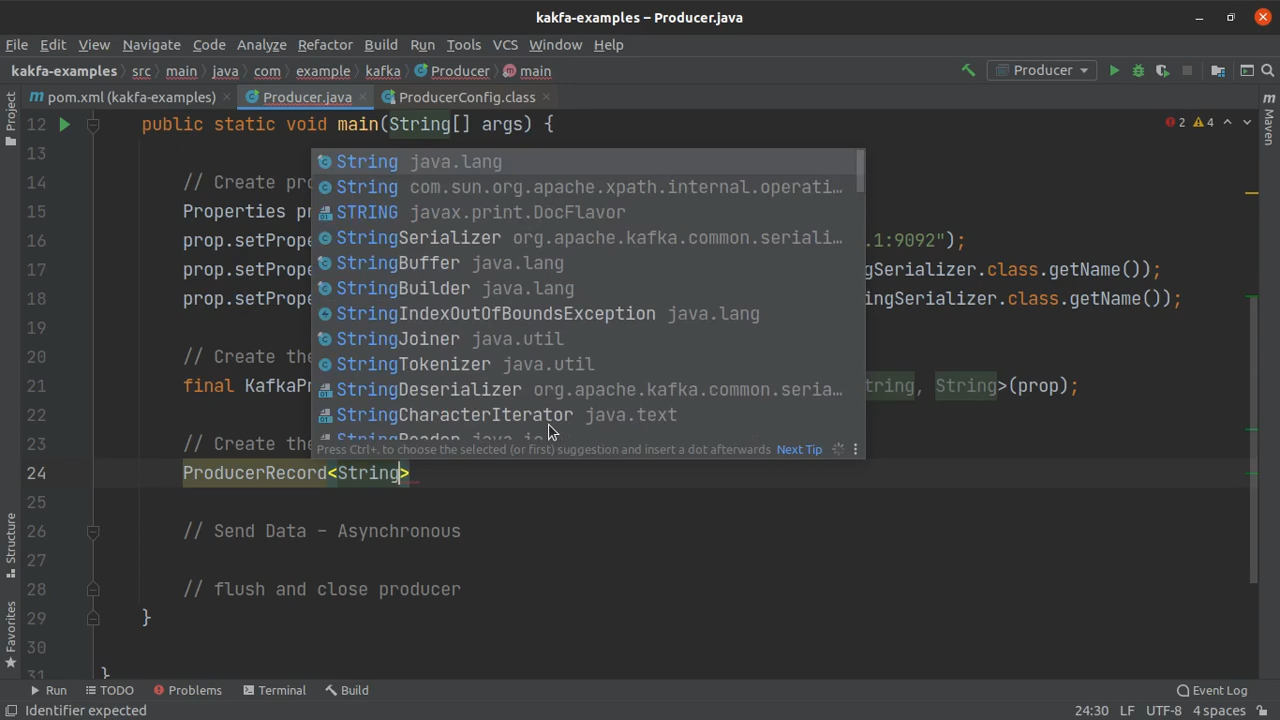 kakfa-examples – Producer.java
File Edit View Navigate Code Analyze Refactor Build Run Tools VCS Window Help
kakfa-examples src main java com example kafka Producer main Producer
pom.xml (kakfa-examples) Producer.java ProducerConfig.class
Project
Maven
Structure
Favorites
12 public static void main(String[] args) { 2 4
13
14 // Create pr
15 Properties pr
16 prop.setPrope .1:9092");
17 prop.setPrope gSerializer.class.getName());
18 prop.setPrope ingSerializer.class.getName());
19
20 // Create the
21 final KafkaPr tring, String>(prop);
22
23 // Create the
24 ProducerRecord<String>
25
26 // Send Data - Asynchronous
27
28 // flush and close producer
29 }
30
31 }
String java.lang
String com.sun.org.apache.xpath.internal.operati…
STRING javax.print.DocFlavor
StringSerializer org.apache.kafka.common.seriali…
StringBuffer java.lang
StringBuilder java.lang
StringIndexOutOfBoundsException java.lang
StringJoiner java.util
StringTokenizer java.util
StringDeserializer org.apache.kafka.common.seria…
StringCharacterIterator java.text
StringReader java.io
Press Ctrl+. to choose the selected (or first) suggestion and insert a dot afterwards Next Tip
Run TODO Problems Terminal Build Event Log
Identifier expected 24:30 LF UTF-8 4 spaces